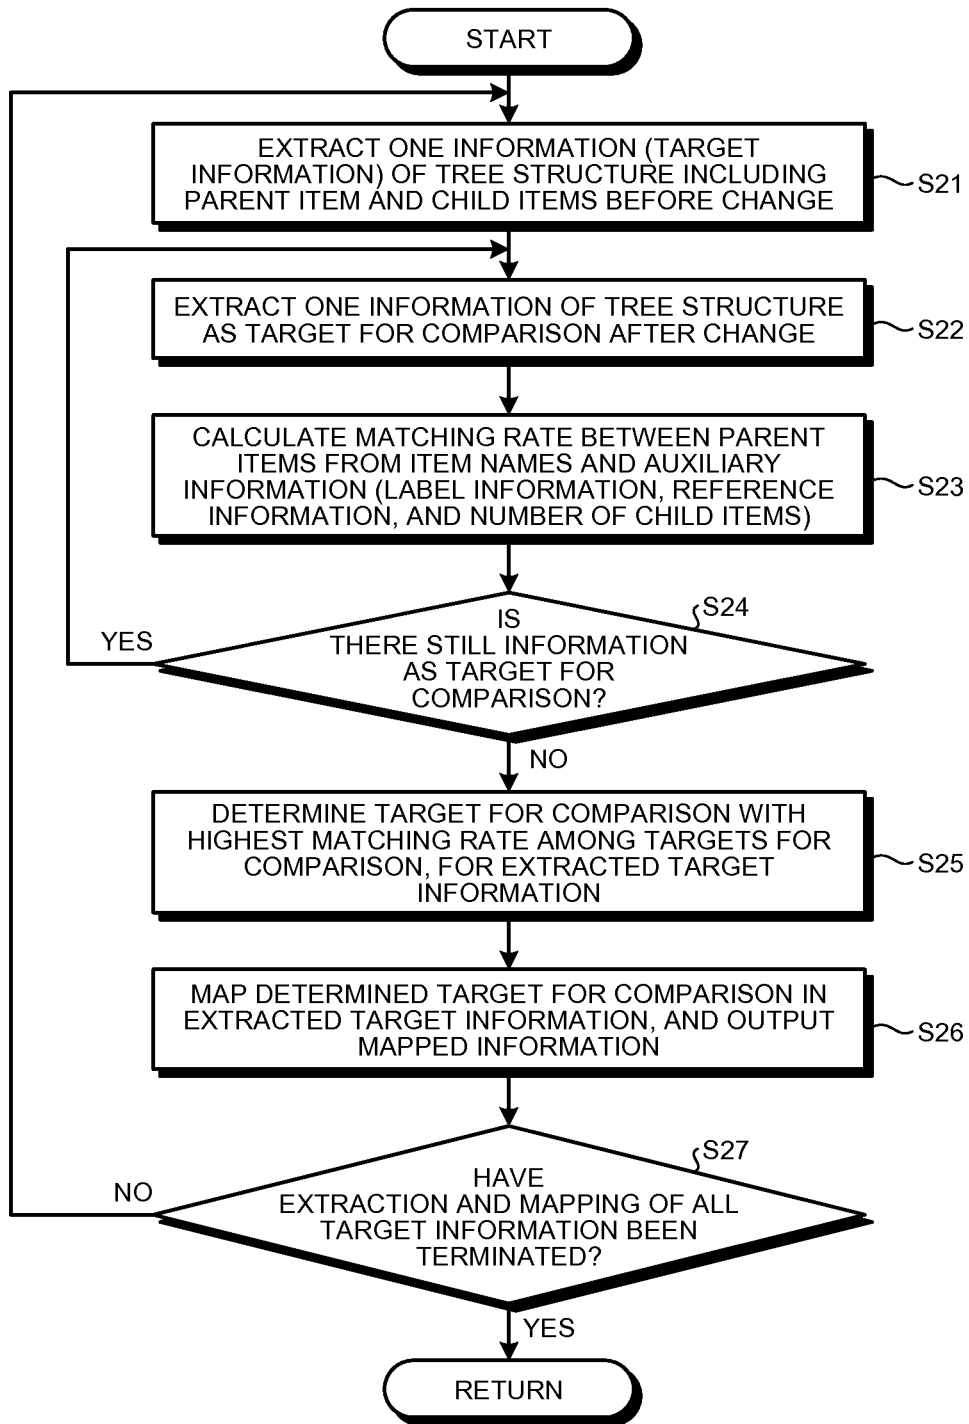 START
EXTRACT ONE INFORMATION (TARGET
INFORMATION) OF TREE STRUCTURE INCLUDING
PARENT ITEM AND CHILD ITEMS BEFORE CHANGE
S21
EXTRACT ONE INFORMATION OF TREE STRUCTURE
AS TARGET FOR COMPARISON AFTER CHANGE
S22
CALCULATE MATCHING RATE BETWEEN PARENT
ITEMS FROM ITEM NAMES AND AUXILIARY
INFORMATION (LABEL INFORMATION, REFERENCE
INFORMATION, AND NUMBER OF CHILD ITEMS)
S23
S24
YES
IS
THERE STILL INFORMATION
AS TARGET FOR
COMPARISON?
NO
DETERMINE TARGET FOR COMPARISON WITH
HIGHEST MATCHING RATE AMONG TARGETS FOR
COMPARISON, FOR EXTRACTED TARGET
INFORMATION
S25
MAP DETERMINED TARGET FOR COMPARISON IN
EXTRACTED TARGET INFORMATION, AND OUTPUT
MAPPED INFORMATION
S26
S27
NO
HAVE
EXTRACTION AND MAPPING OF ALL
TARGET INFORMATION BEEN
TERMINATED?
YES
RETURN